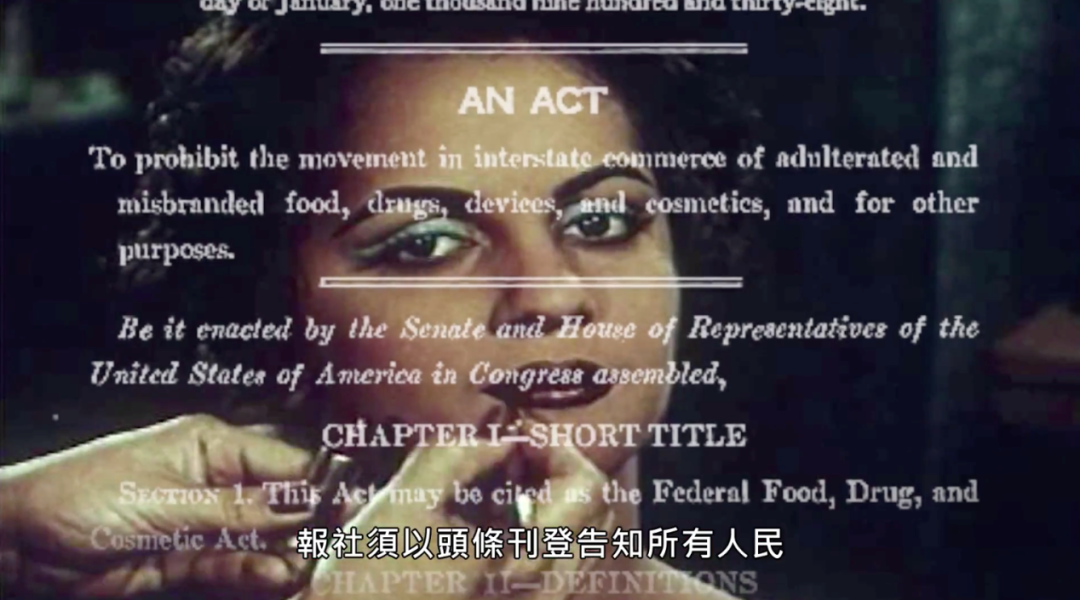 day of January, one thousand nine hundred and thirty-eight.
AN ACT
To prohibit the movement in interstate commerce of adulterated and
misbranded food, drugs, devices, and cosmetics, and for other
purposes.
Be it enacted by the Senate and House of Representatives of the
United States of America in Congress assembled,
CHAPTER I—SHORT TITLE
SECTION 1. This Act may be cited as the Federal Food, Drug, and
Cosmetic Act.
報社須以頭條刊登告知所有人民
CHAPTER II—DEFINITIONS